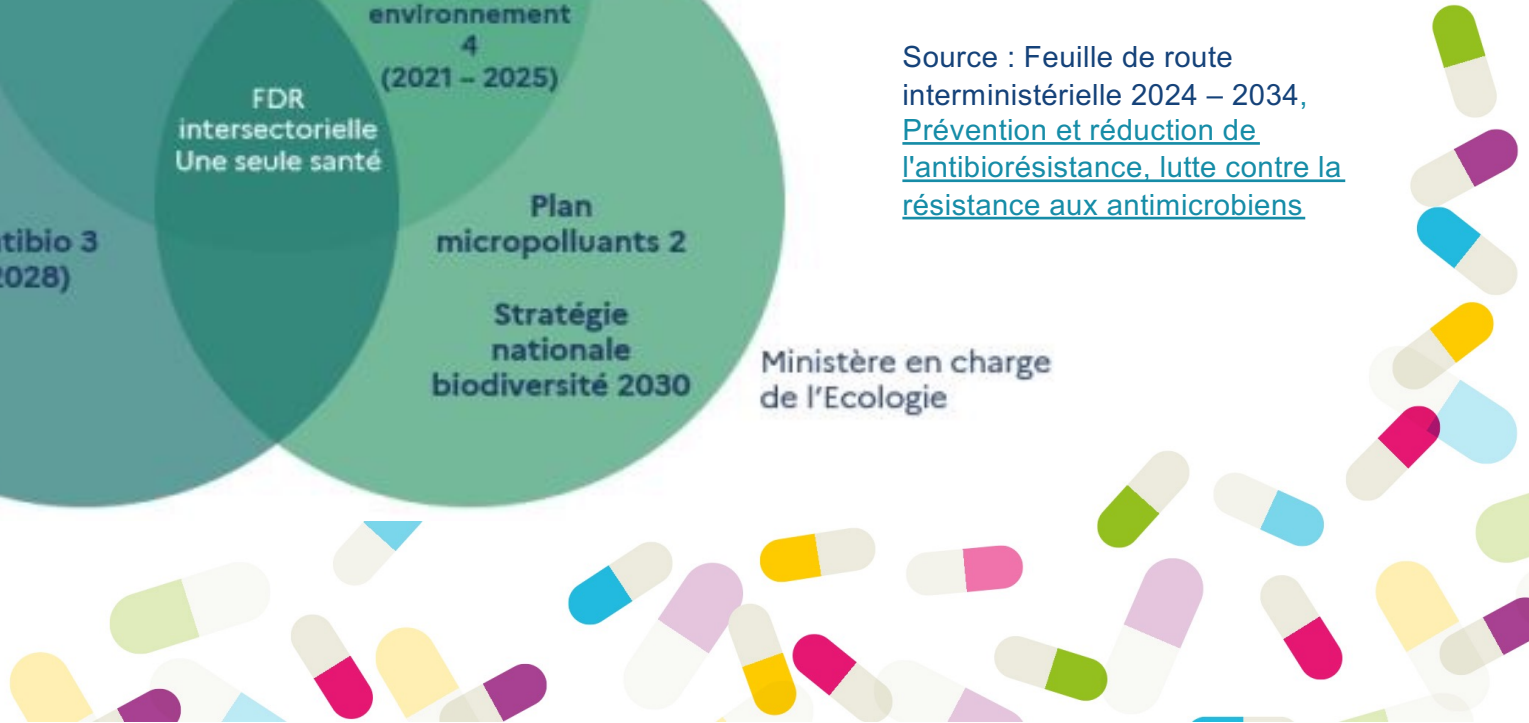 environnement
4
(2021 – 2025)
FDR
intersectorielle
Une seule santé
tibio 3
2028)
Plan
micropolluants 2
Stratégie
nationale
biodiversité 2030
Ministère en charge
de l'Ecologie
Source : Feuille de route
interministérielle 2024 – 2034,
Prévention et réduction de
l'antibiorésistance, lutte contre la
résistance aux antimicrobiens